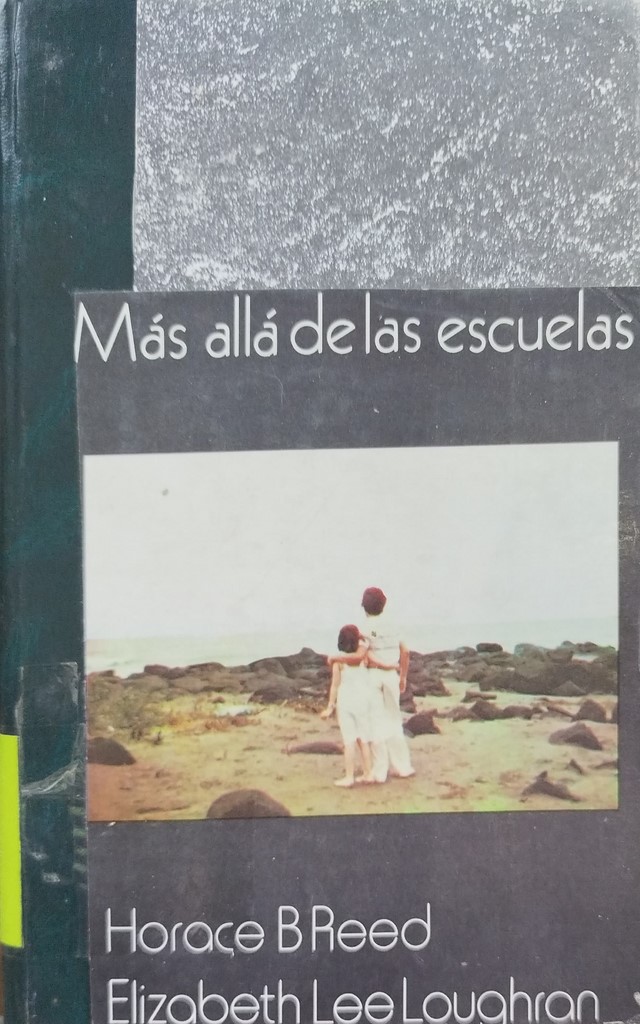 Más allá de las escuelas
Horace B Reed
Elizabeth Lee Loughran